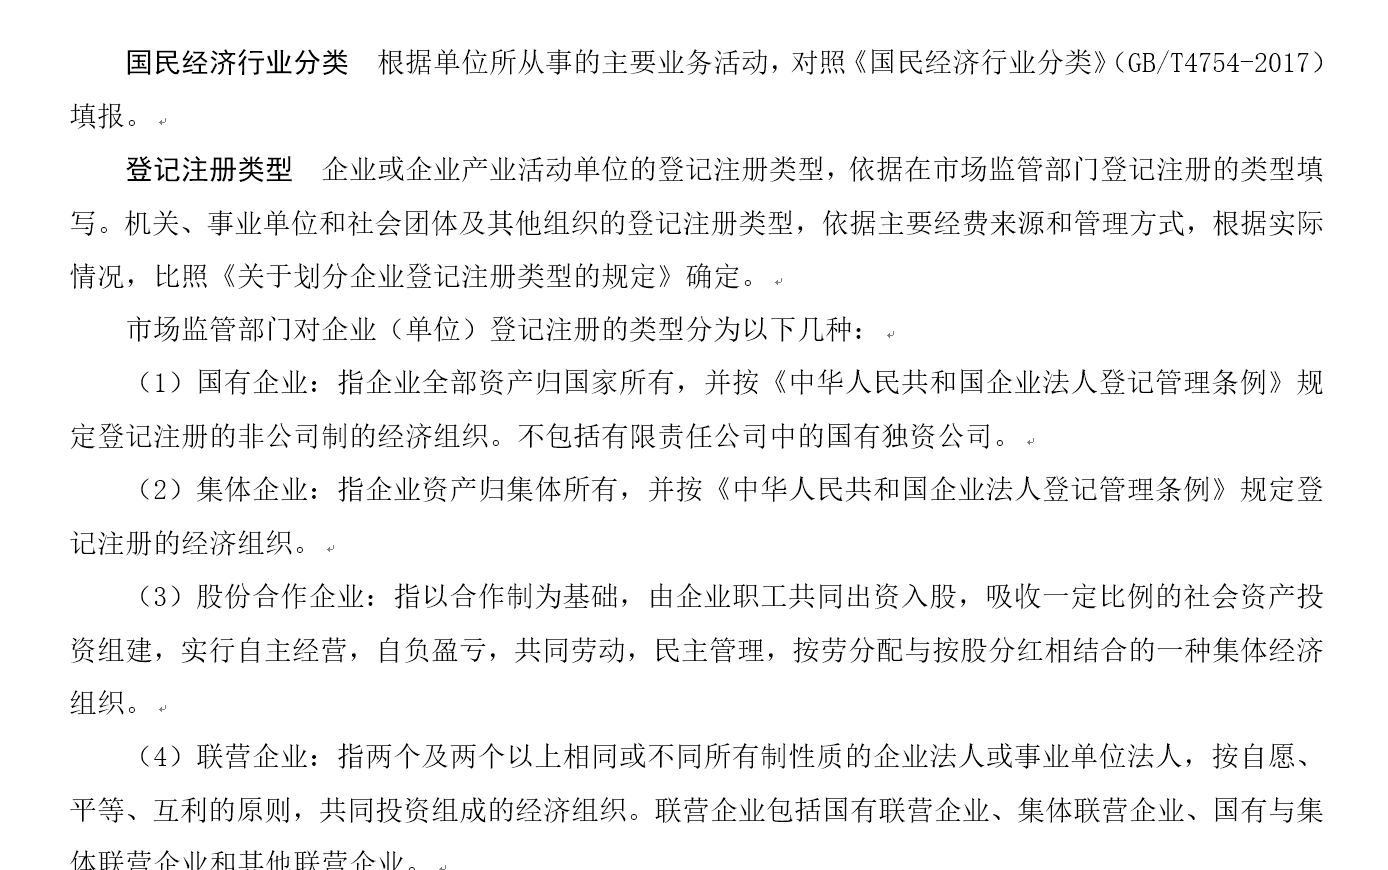 国民经济行业分类　根据单位所从事的主要业务活动，对照《国民经济行业分类》（GB/T4754-2017）
填报。
登记注册类型　企业或企业产业活动单位的登记注册类型，依据在市场监管部门登记注册的类型填
写。机关、事业单位和社会团体及其他组织的登记注册类型，依据主要经费来源和管理方式，根据实际
情况，比照《关于划分企业登记注册类型的规定》确定。
市场监管部门对企业（单位）登记注册的类型分为以下几种：
（1）国有企业：指企业全部资产归国家所有，并按《中华人民共和国企业法人登记管理条例》规
定登记注册的非公司制的经济组织。不包括有限责任公司中的国有独资公司。
（2）集体企业：指企业资产归集体所有，并按《中华人民共和国企业法人登记管理条例》规定登
记注册的经济组织。
（3）股份合作企业：指以合作制为基础，由企业职工共同出资入股，吸收一定比例的社会资产投
资组建，实行自主经营，自负盈亏，共同劳动，民主管理，按劳分配与按股分红相结合的一种集体经济
组织。
（4）联营企业：指两个及两个以上相同或不同所有制性质的企业法人或事业单位法人，按自愿、
平等、互利的原则，共同投资组成的经济组织。联营企业包括国有联营企业、集体联营企业、国有与集
体联营企业和其他联营企业。